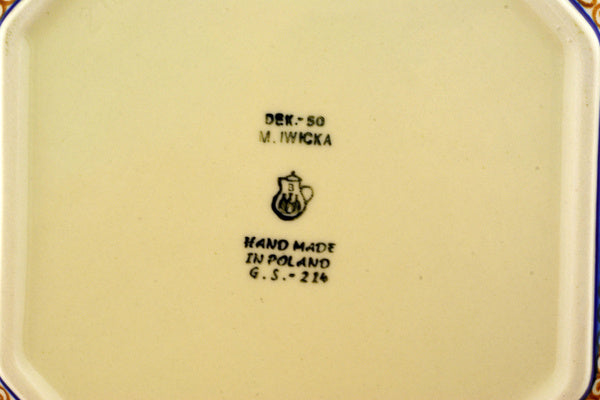 DEK.-50
M. IWICKA
B
HAND MADE
IN POLAND
G.S.-214